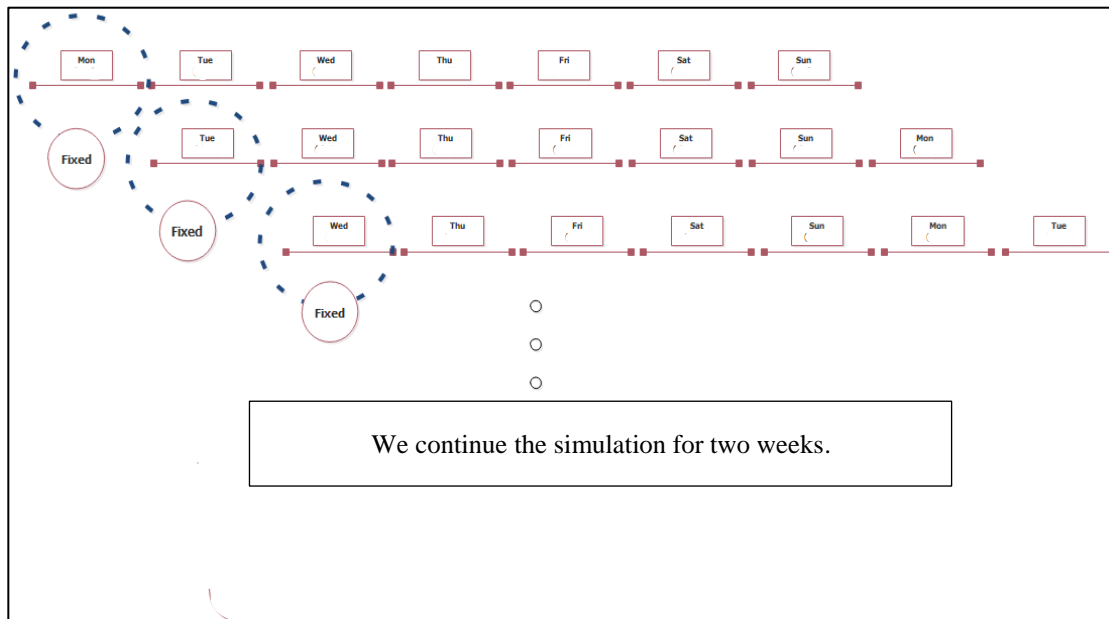 Mon Tue Wed Thu Fri Sat Sun
Fixed
Tue Wed Thu Fri Sat Sun Mon
Fixed
Wed Thu Fri Sat Sun Mon Tue
Fixed
We continue the simulation for two weeks.